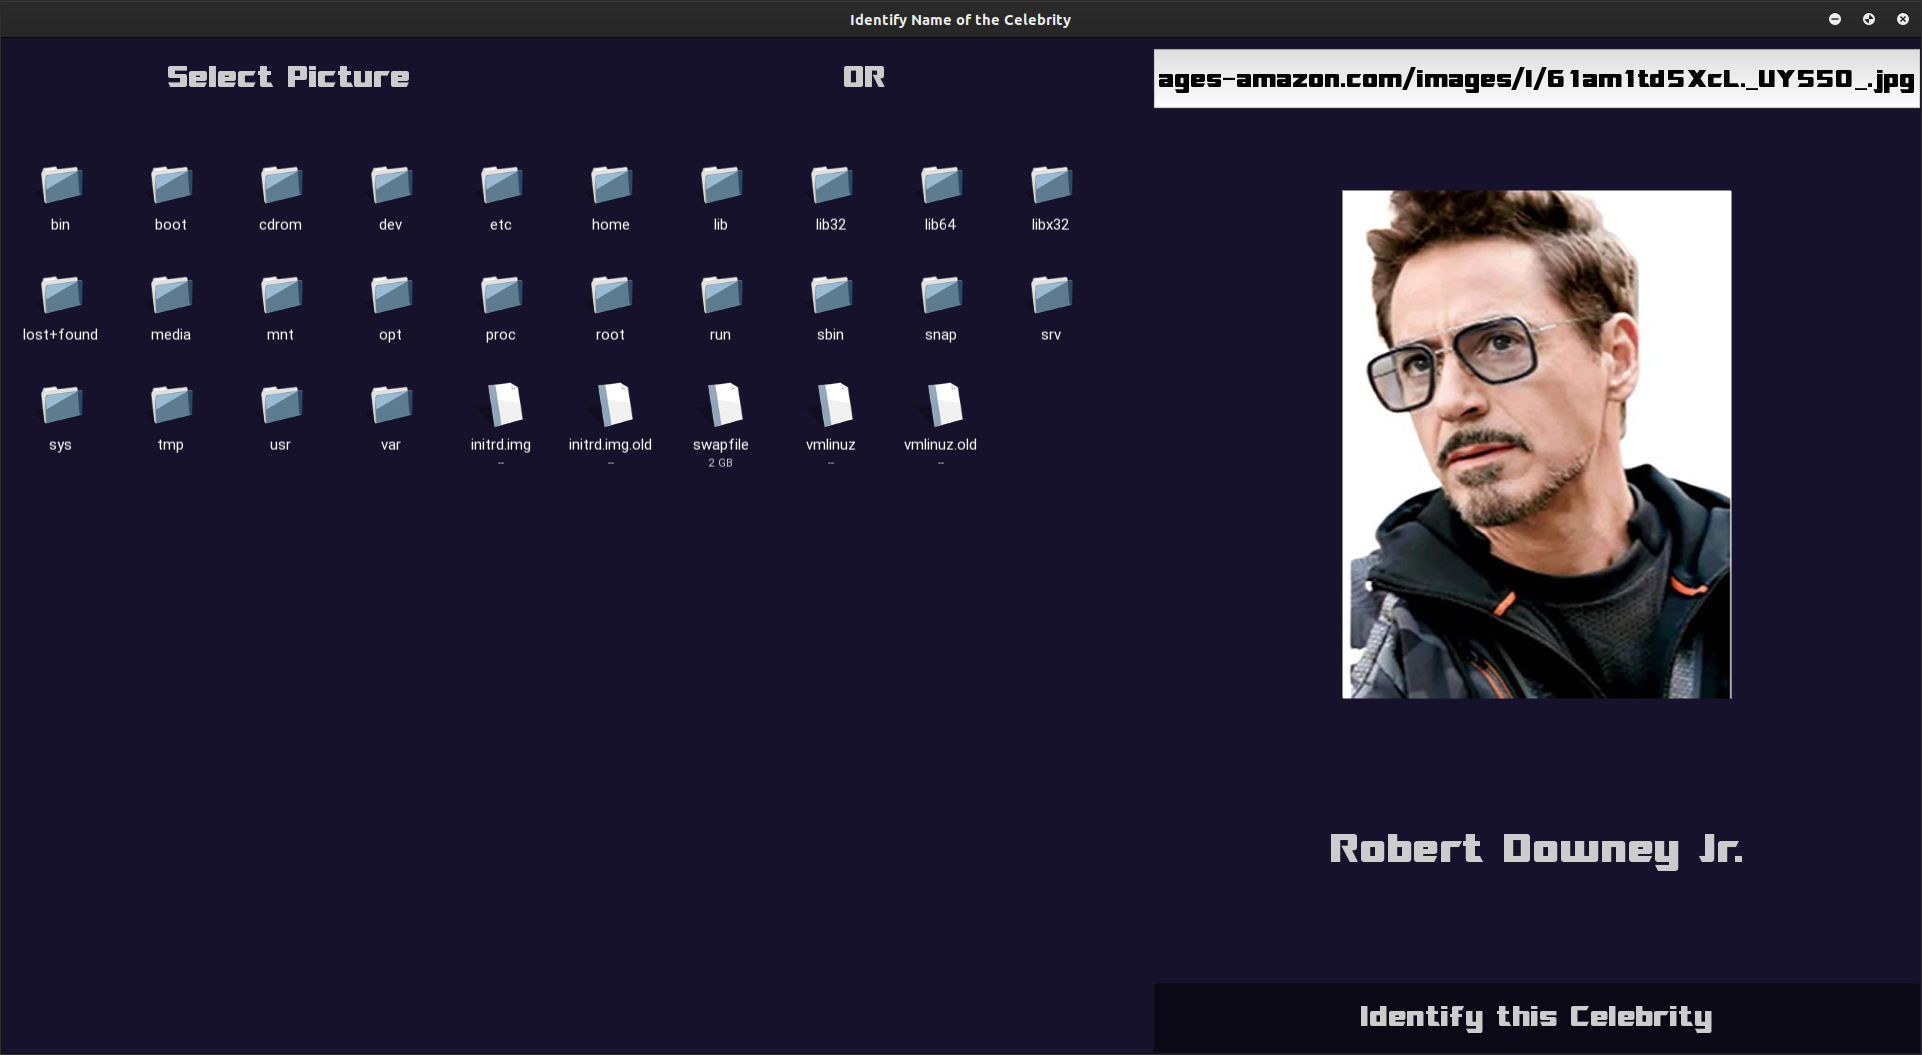 Identify Name of the Celebrity
Select Picture
OR
ages-amazon.com/images/I/61am1td5XcL._UY550_.jpg
bin
boot
cdrom
dev
etc
home
lib
lib32
lib64
libx32
lost+found
media
mnt
opt
proc
root
run
sbin
snap
srv
sys
tmp
usr
var
initrd.img
--
initrd.img.old
--
swapfile
2 GB
vmlinuz
--
vmlinuz.old
--
Robert Downey Jr.
Identify this Celebrity